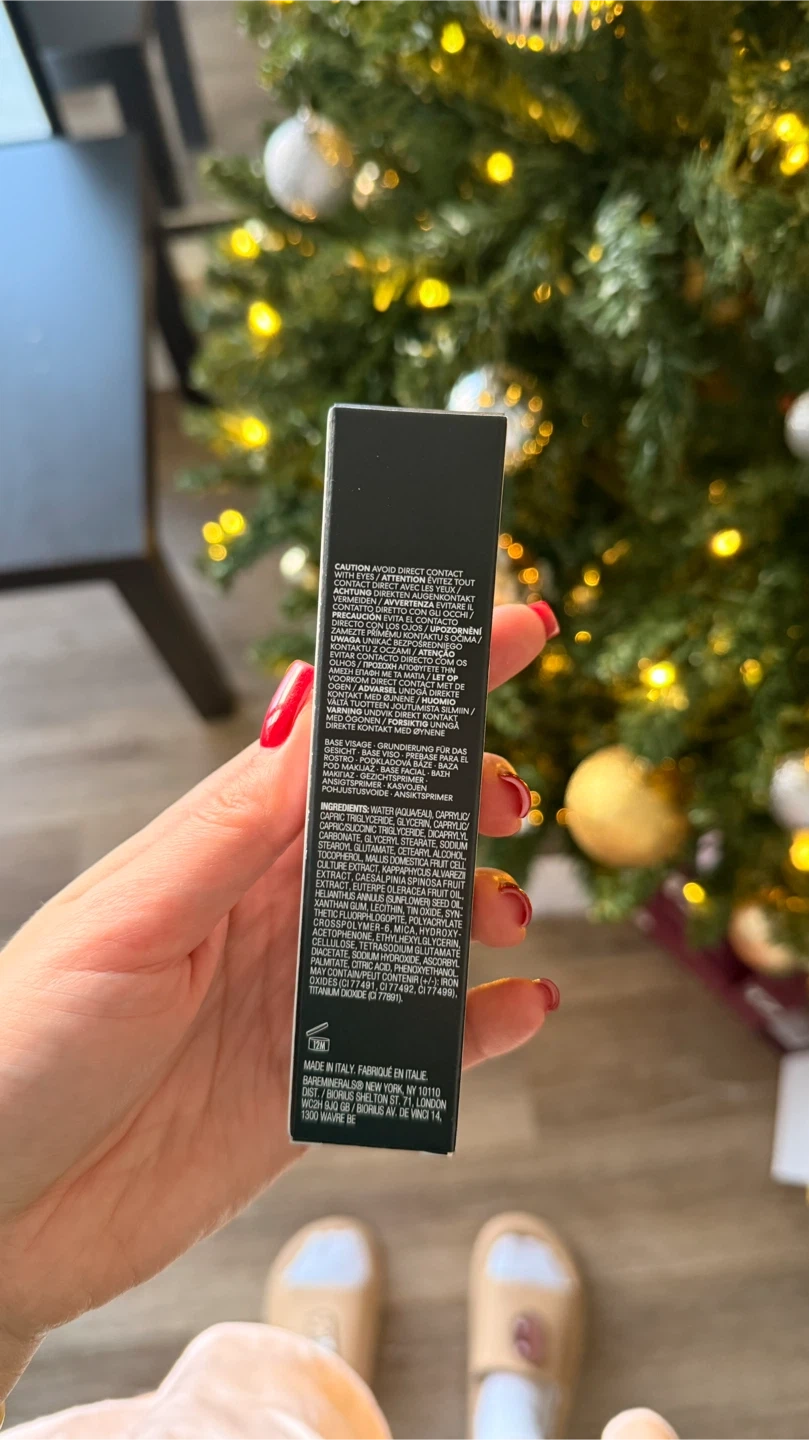 CAUTION AVOID DIRECT CONTACT
WITH EYES / ATTENTION ÉVITEZ TOUT
CONTACT DIRECT AVEC LES YEUX /
ACHTUNG DIREKTEN AUGENKONTAKT
VERMEIDEN / AVVERTENZA EVITARE IL
CONTATTO DIRETTO CON GLI OCCHI /
PRECAUCIÓN EVITA EL CONTACTO
DIRECTO CON LOS OJOS / UPOZORNĚNÍ
ZAMEZTE PŘÍMÉMU KONTAKTU S OČIMA /
UWAGA UNIKAĆ BEZPOŚREDNIEGO
KONTAKTU Z OCZAMI / ATENÇÃO
EVITAR CONTACTO DIRECTO COM OS
OLHOS / ΠΡΟΣΟΧΗ ΑΠΟΦΥΓΕΤΕ ΤΗΝ
ΑΜΕΣΗ ΕΠΑΦΗ ΜΕ ΤΑ ΜΑΤΙΑ / LET OP
VOORKOM DIRECT CONTACT MET DE
OGEN / ADVARSEL UNDGÅ DIREKTE
KONTAKT MED ØJNENE / HUOMIO
VÄLTÄ TUOTTEEN JOUTUMISTA SILMIIN /
VARNING UNDVIK DIREKT KONTAKT
MED ÖGONEN / FORSIKTIG UNNGÅ
DIREKTE KONTAKT MED ØYNENE
BASE VISAGE · GRUNDIERUNG FÜR DAS
GESICHT · BASE VISO · PREBASE PARA EL
ROSTRO · PODKLADOVÁ BÁZE · BAZA
POD MAKIJAŻ · BASE FACIAL · ΒΑΣΗ
ΜΑΚΙΓΙΑΖ · GEZICHTSPRIMER ·
ANSIGTSPRIMER · KASVOJEN
POHJUSTUSVOIDE · ANSIKTSPRIMER
INGREDIENTS: WATER (AQUA/EAU), CAPRYLIC/
CAPRIC TRIGLYCERIDE, GLYCERIN, CAPRYLIC/
CAPRIC/SUCCINIC TRIGLYCERIDE, DICAPRYLYL
CARBONATE, GLYCERYL STEARATE, SODIUM
STEAROYL GLUTAMATE, CETEARYL ALCOHOL,
TOCOPHEROL, MALUS DOMESTICA FRUIT CELL
CULTURE EXTRACT, KAPPAPHYCUS ALVAREZII
EXTRACT, CAESALPINIA SPINOSA FRUIT
EXTRACT, EUTERPE OLERACEA FRUIT OIL,
HELIANTHUS ANNUUS (SUNFLOWER) SEED OIL,
XANTHAN GUM, LECITHIN, TIN OXIDE, SYN-
THETIC FLUORPHLOGOPITE, POLYACRYLATE
CROSSPOLYMER-6, MICA, HYDROXY-
ACETOPHENONE, ETHYLHEXYLGLYCERIN,
CELLULOSE, TETRASODIUM GLUTAMATE
DIACETATE, SODIUM HYDROXIDE, ASCORBYL
PALMITATE, CITRIC ACID, PHENOXYETHANOL.
MAY CONTAIN/PEUT CONTENIR (+/-): IRON
OXIDES (CI 77491, CI 77492, CI 77499),
TITANIUM DIOXIDE (CI 77891).
12M
MADE IN ITALY. FABRIQUÉ EN ITALIE.
BAREMINERALS® NEW YORK, NY 10110
DIST. / BIORIUS SHELTON ST. 71, LONDON
WC2H 9JQ GB / BIORIUS AV. DE VINCI 14,
1300 WAVRE BE